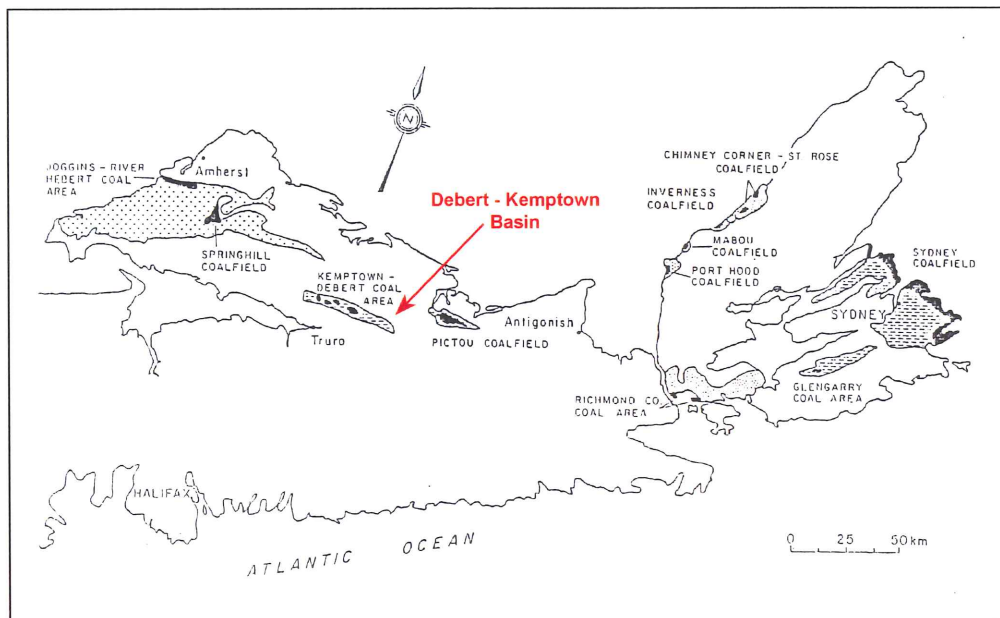 N
JOGGINS - RIVER
HEBERT COAL
AREA
Amherst
SPRINGHILL
COALFIELD
Debert - Kemptown
Basin
KEMPTOWN -
DEBERT COAL
AREA
Truro
PICTOU COALFIELD
Antigonish
CHIMNEY CORNER - ST ROSE
COALFIELD
INVERNESS
COALFIELD
MABOU
COALFIELD
PORT HOOD
COALFIELD
SYDNEY
COALFIELD
SYDNEY
GLENGARRY
COAL AREA
RICHMOND CO.
COAL AREA
HALIFAX
ATLANTIC OCEAN
0 25 50 km